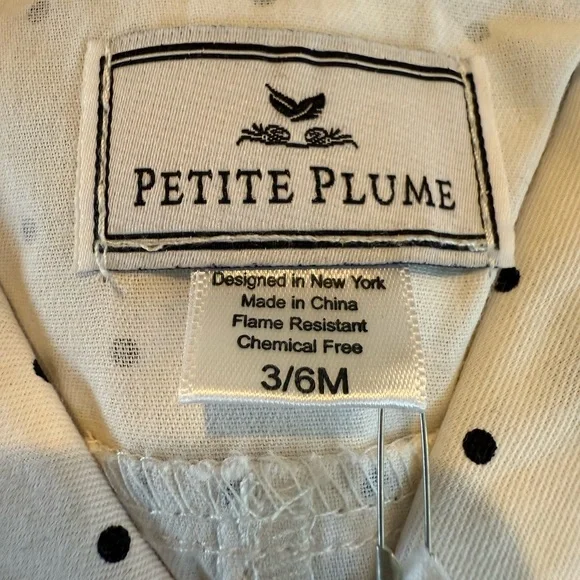 PETITE PLUME
Designed in New York
Made in China
Flame Resistant
Chemical Free
3/6M